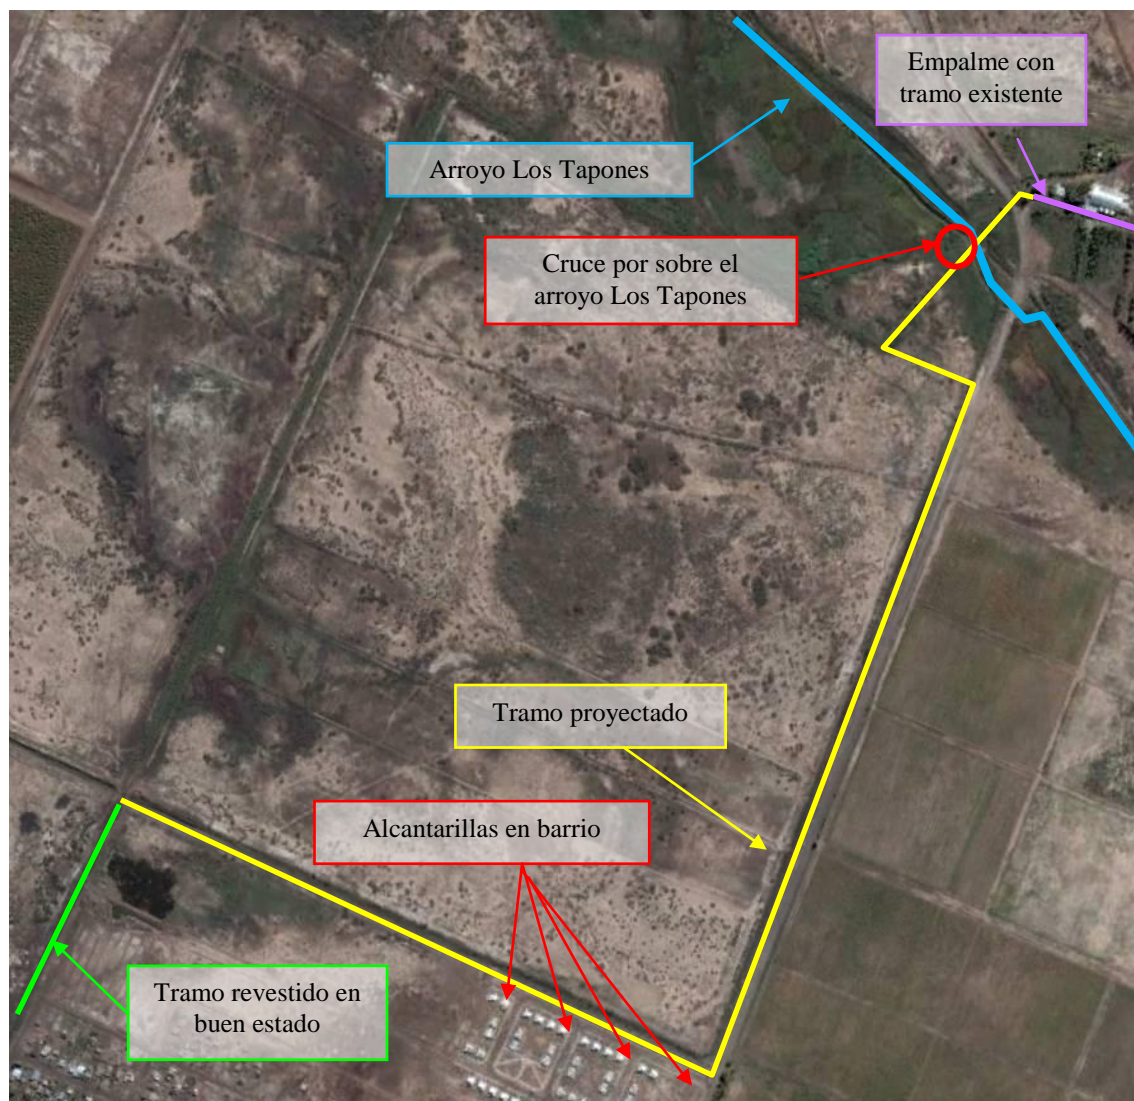 Empalme con
tramo existente
Arroyo Los Tapones
Cruce por sobre el
arroyo Los Tapones
Tramo proyectado
Alcantarillas en barrio
Tramo revestido en
buen estado